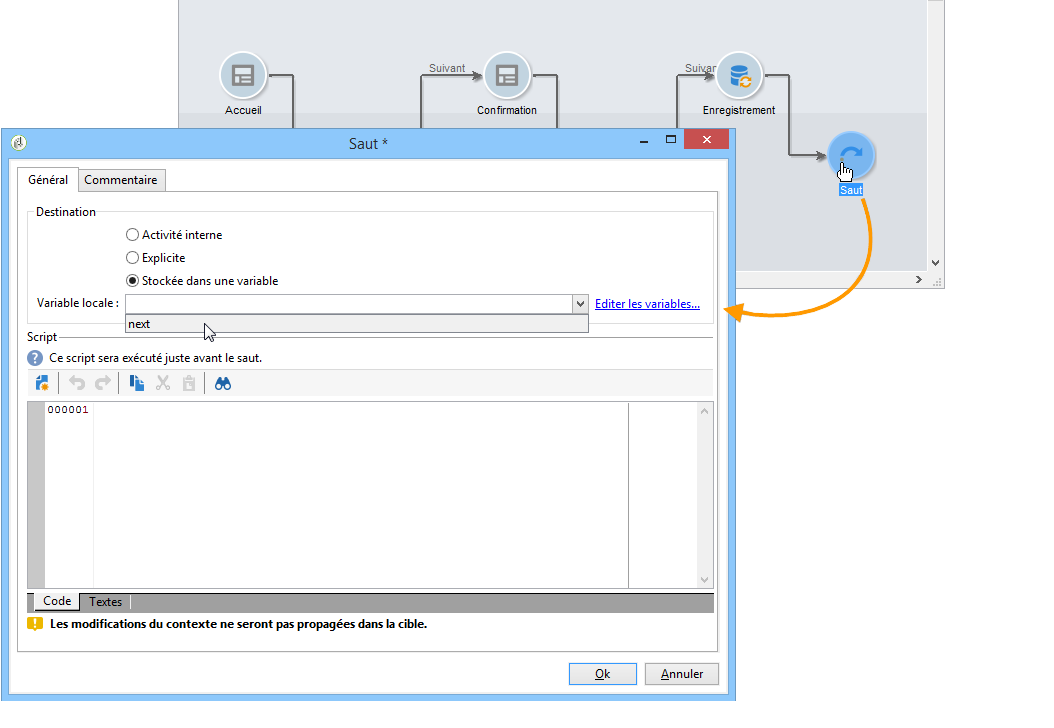 Suivant
Suivar
Accueil
Confirmation
Enregistrement
Saut
Saut *
Général
Commentaire
Destination
Activité interne
Explicite
Stockée dans une variable
Variable locale :
Editer les variables...
next
Script
Ce script sera exécuté juste avant le saut.
000001
Code
Textes
Les modifications du contexte ne seront pas propagées dans la cible.
Ok
Annuler